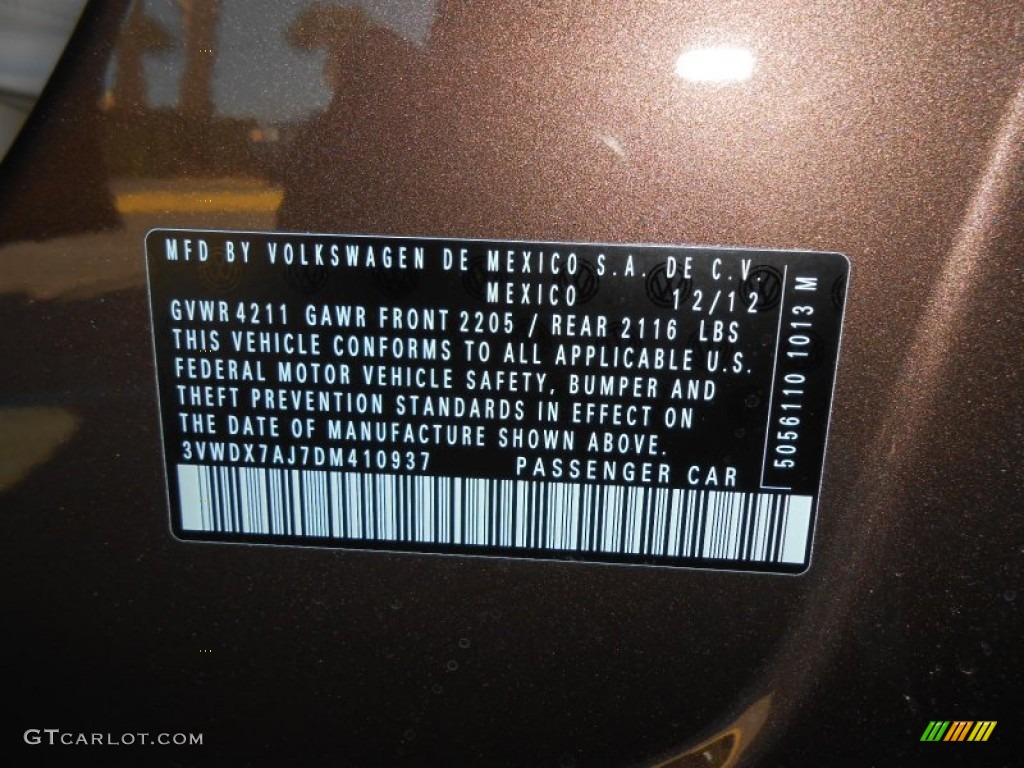 MFD BY VOLKSWAGEN DE MEXICO S.A. DE C.V.
MEXICO 12/12
GVWR 4211 GAWR FRONT 2205 / REAR 2116 LBS
THIS VEHICLE CONFORMS TO ALL APPLICABLE U.S.
FEDERAL MOTOR VEHICLE SAFETY, BUMPER AND
THEFT PREVENTION STANDARDS IN EFFECT ON
THE DATE OF MANUFACTURE SHOWN ABOVE.
3VWDX7AJ7DM410937 PASSENGER CAR
5056110 1013 M
GTCARLOT.COM